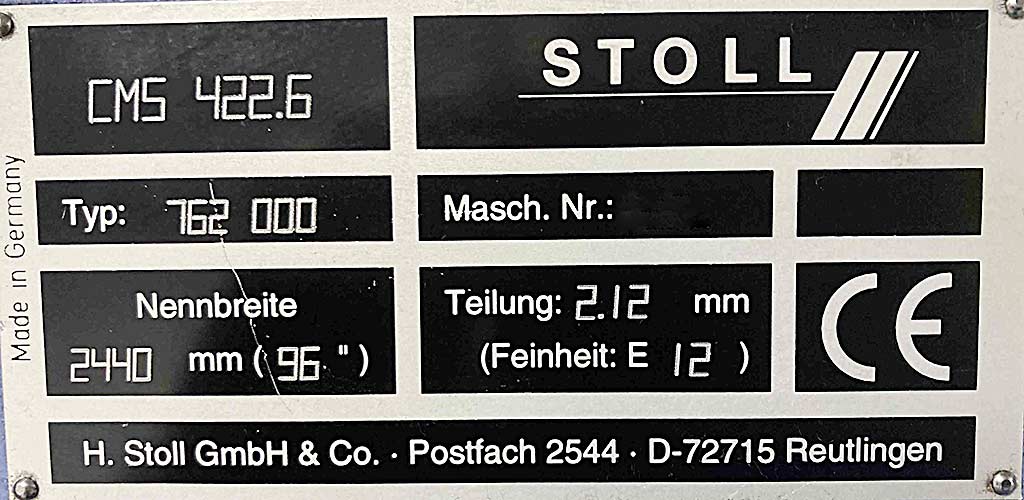 CMS 422.6
STOLL
Made in Germany
Typ: 762 000
Masch. Nr.:
Nennbreite
2440 mm ( 96 " )
Teilung: 2.12 mm
(Feinheit: E 12 )
CE
H. Stoll GmbH & Co. · Postfach 2544 · D-72715 Reutlingen